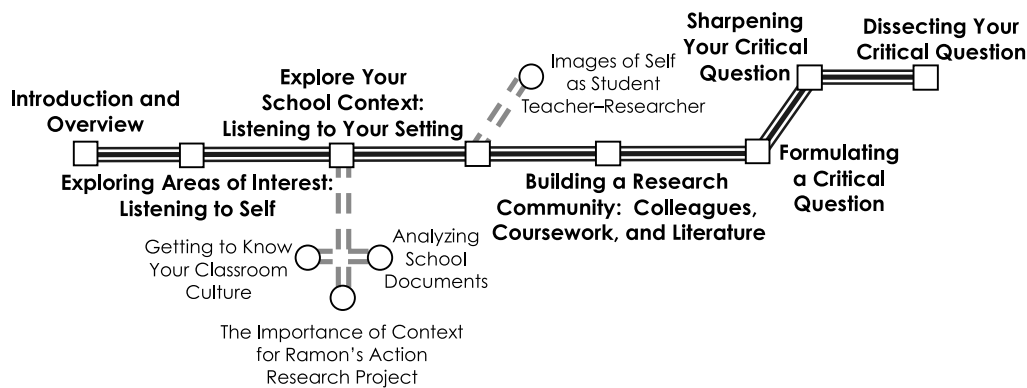 Introduction and
Overview
Exploring Areas of Interest:
Listening to Self
Explore Your
School Context:
Listening to Your Setting
Getting to Know
Your Classroom
Culture
Analyzing
School
Documents
The Importance of Context
for Ramon’s Action
Research Project
Images of Self
as Student
Teacher–Researcher
Building a Research
Community: Colleagues,
Coursework, and Literature
Formulating
a Critical
Question
Sharpening
Your Critical
Question
Dissecting Your
Critical Question